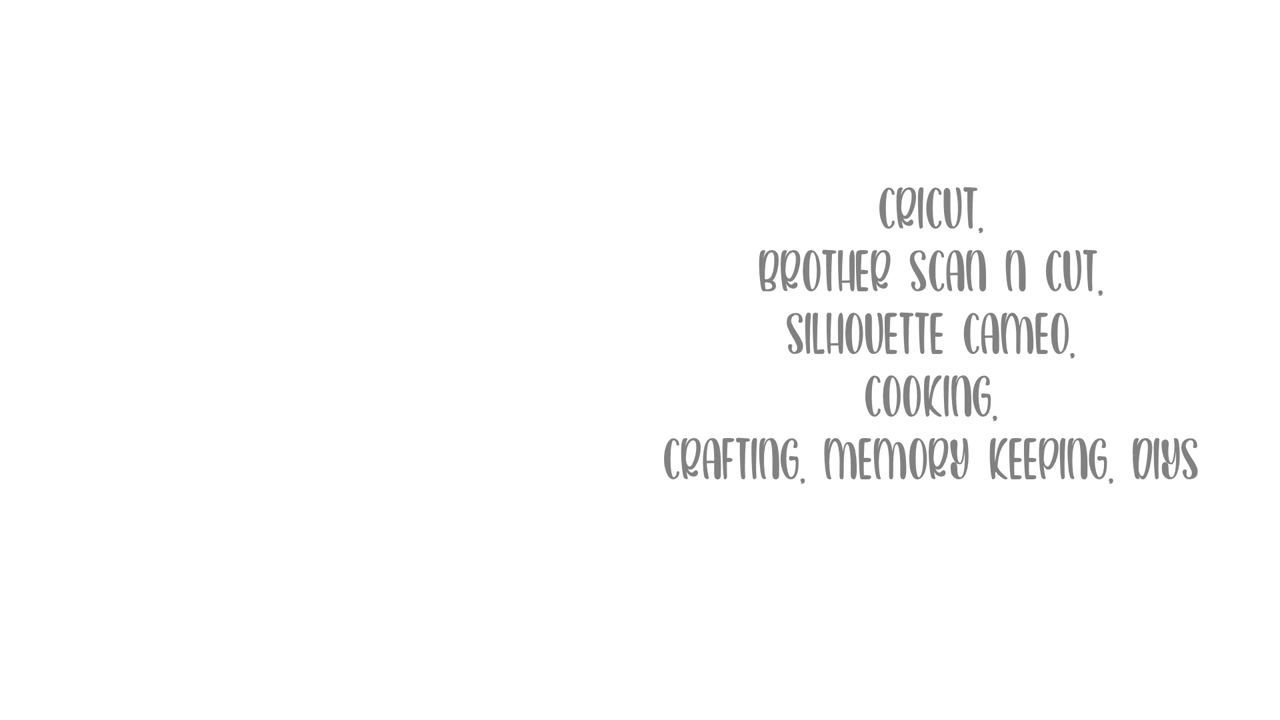 CRICUT,
BROTHER SCAN N CUT,
SILHOUETTE CAMEO,
COOKING,
CRAFTING, MEMORY KEEPING, DIYS